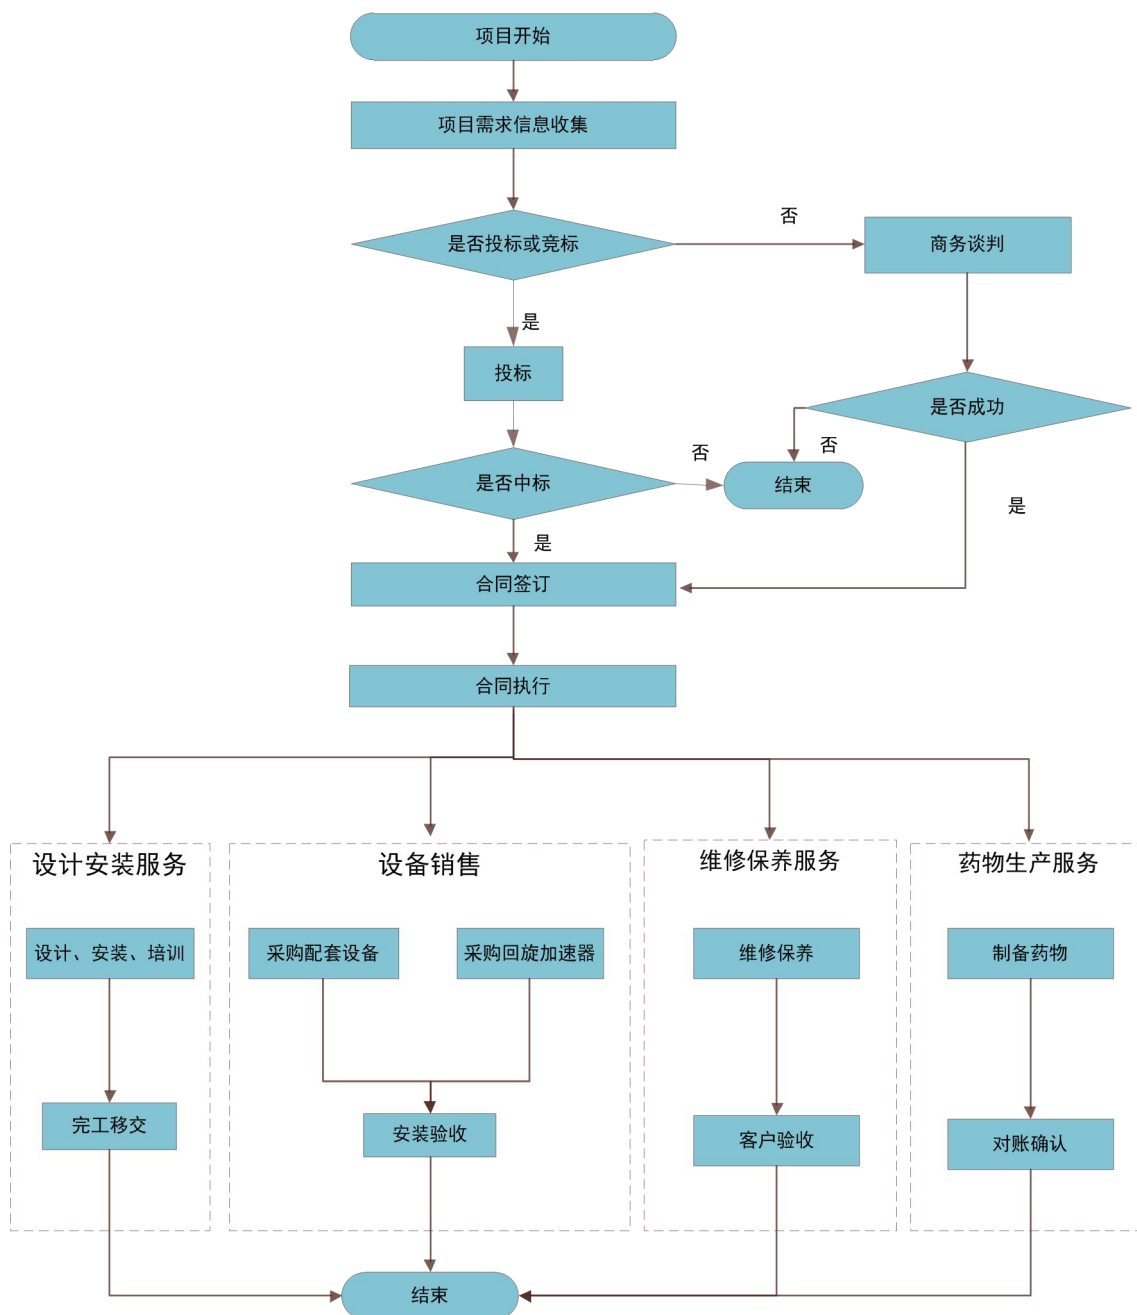 项目开始
项目需求信息收集
是否投标或竞标
否
商务谈判
是
投标
是否成功
否
是否中标
否
结束
是
是
合同签订
合同执行
设计安装服务
设备销售
维修保养服务
药物生产服务
设计、安装、培训
采购配套设备
采购回旋加速器
维修保养
制备药物
完工移交
安装验收
客户验收
对账确认
结束